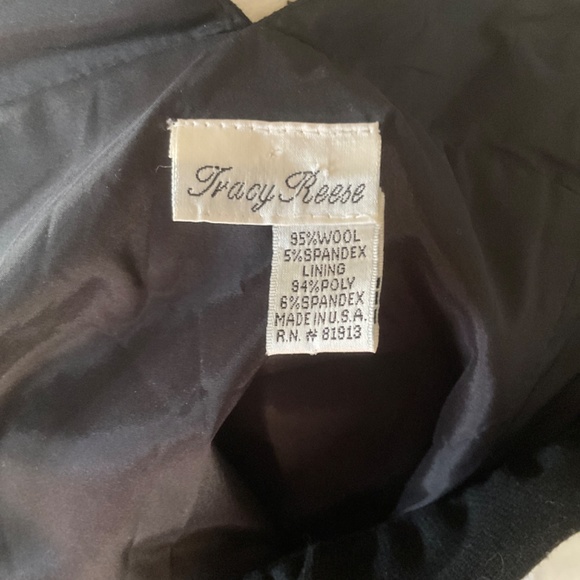 Tracy Reese
95%WOOL
5%SPANDEX
LINING
94%POLY
6%SPANDEX
MADE IN U.S.A.
R.N. # 81913